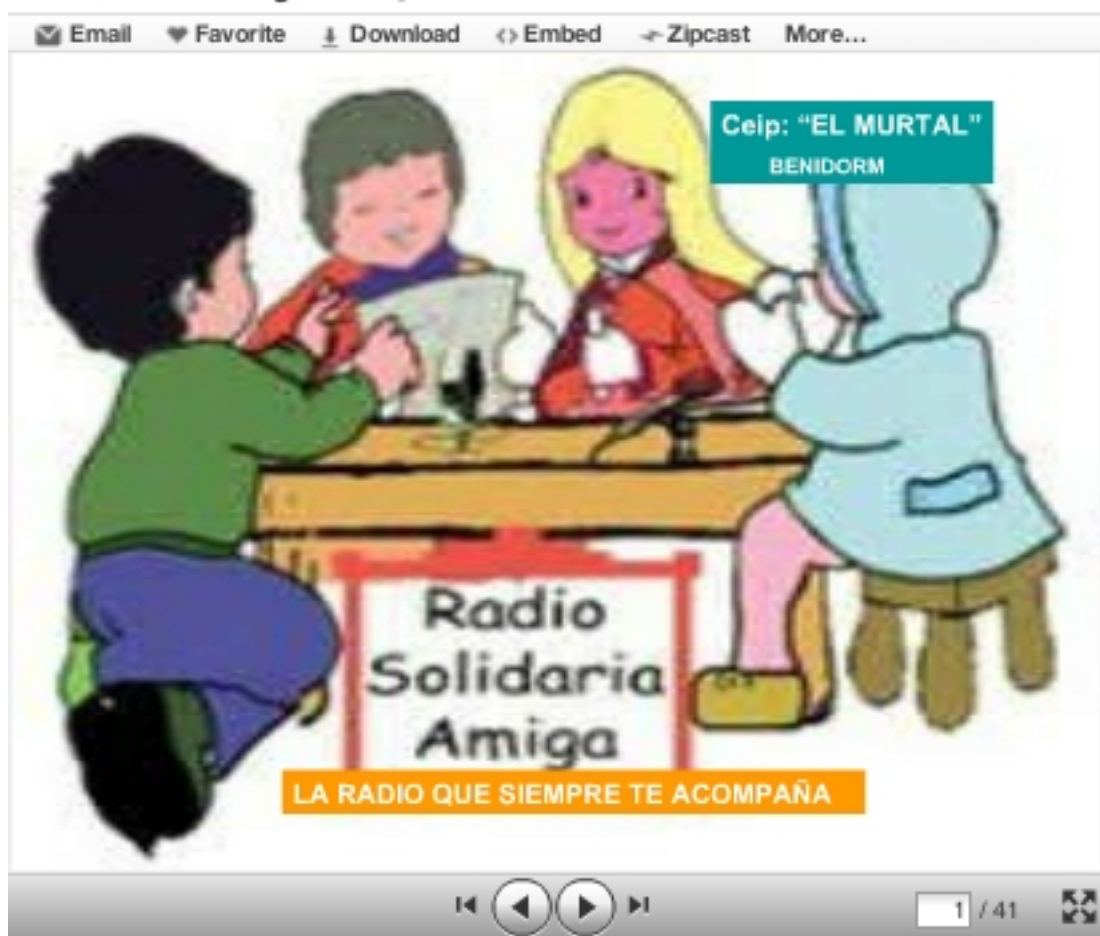 Email Favorite Download Embed Zipcast More...
Ceip: “EL MURTAL”
BENIDORM
Radio
Solidaria
Amiga
LA RADIO QUE SIEMPRE TE ACOMPAÑA
1 / 41